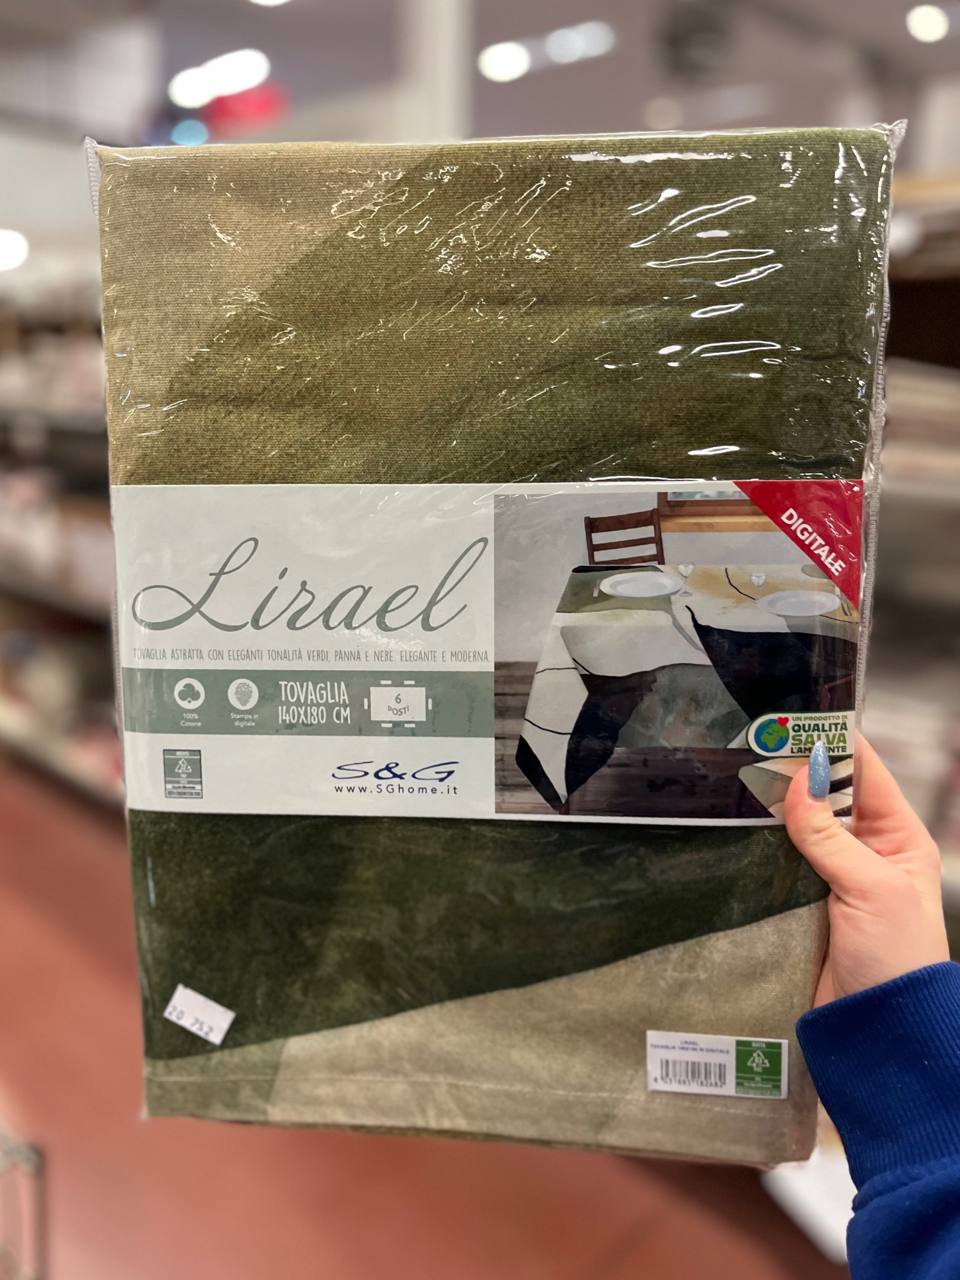 DIGITALE
Lirael
TOVAGLIA ASTRATTA CON ELEGANTI TONALITÀ VERDI, PANNA E NERE. ELEGANTE E MODERNA.
100%
Cotone
Stampa in
digitale
TOVAGLIA
140X180 CM
6
POSTI
UN PRODOTTO DI
QUALITÀ
SALVA
L'AMBIENTE
S&G
www.SGhome.it
20 752
LIRAEL